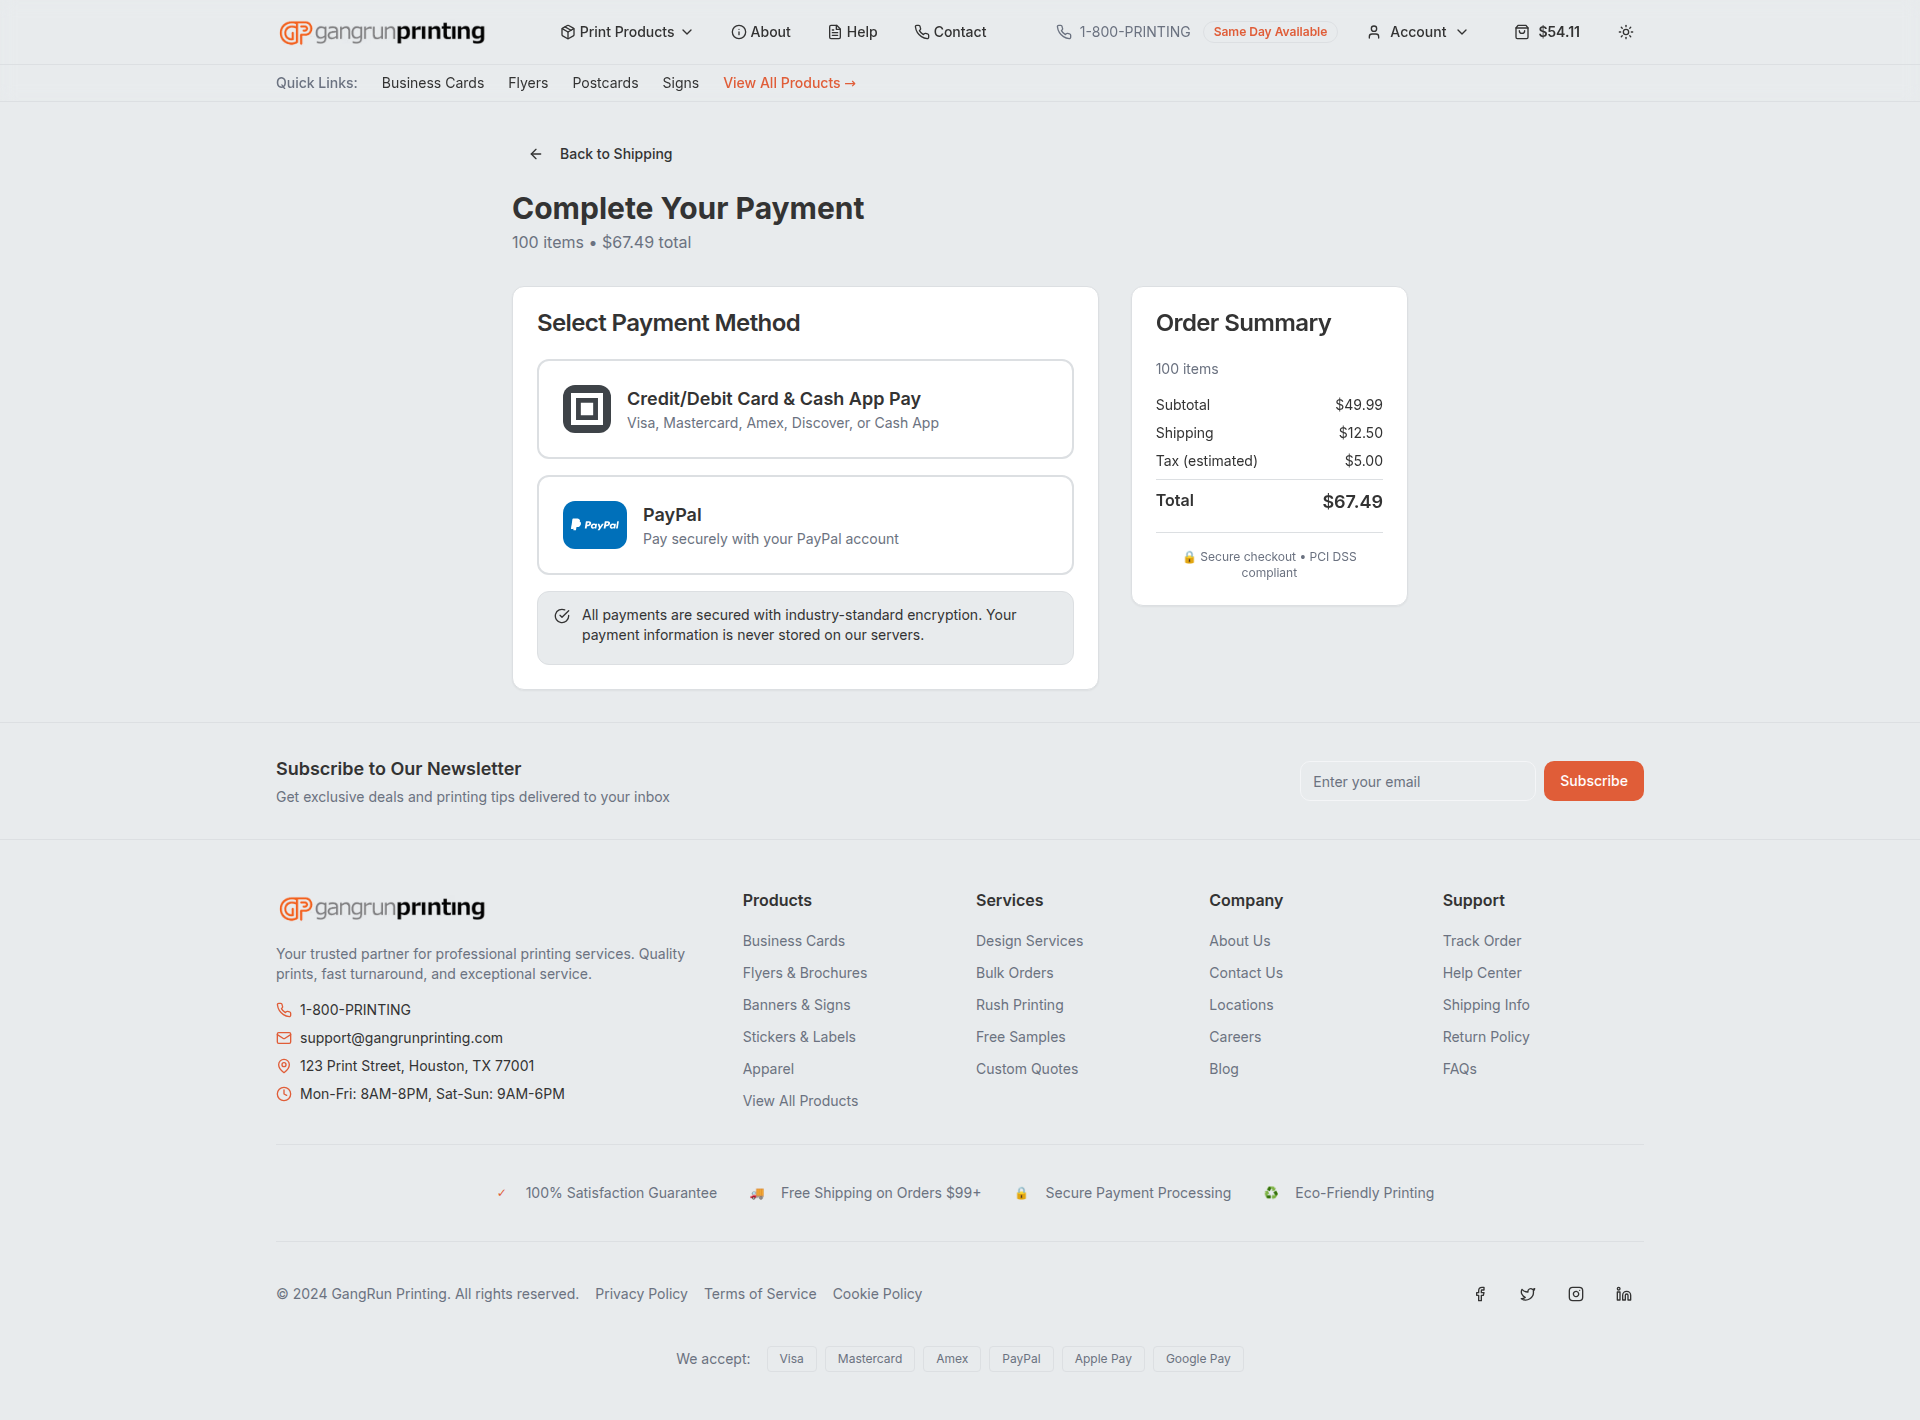 gangrunprinting
Print Products
About
Help
Contact
1-800-PRINTING
Same Day Available
Account
$54.11
Quick Links:
Business Cards
Flyers
Postcards
Signs
View All Products →
Back to Shipping
Complete Your Payment
100 items • $67.49 total
Select Payment Method
Credit/Debit Card & Cash App Pay
Visa, Mastercard, Amex, Discover, or Cash App
PayPal
PayPal
Pay securely with your PayPal account
All payments are secured with industry-standard encryption. Your
payment information is never stored on our servers.
Order Summary
100 items
Subtotal $49.99
Shipping $12.50
Tax (estimated) $5.00
Total $67.49
🔒 Secure checkout • PCI DSS
compliant
Subscribe to Our Newsletter
Get exclusive deals and printing tips delivered to your inbox
Enter your email
Subscribe
gangrunprinting
Your trusted partner for professional printing services. Quality
prints, fast turnaround, and exceptional service.
1-800-PRINTING
support@gangrunprinting.com
123 Print Street, Houston, TX 77001
Mon-Fri: 8AM-8PM, Sat-Sun: 9AM-6PM
Products
Business Cards
Flyers & Brochures
Banners & Signs
Stickers & Labels
Apparel
View All Products
Services
Design Services
Bulk Orders
Rush Printing
Free Samples
Custom Quotes
Company
About Us
Contact Us
Locations
Careers
Blog
Support
Track Order
Help Center
Shipping Info
Return Policy
FAQs
✓ 100% Satisfaction Guarantee
🚚 Free Shipping on Orders $99+
🔒 Secure Payment Processing
♻️ Eco-Friendly Printing
© 2024 GangRun Printing. All rights reserved.
Privacy Policy
Terms of Service
Cookie Policy
We accept:
Visa
Mastercard
Amex
PayPal
Apple Pay
Google Pay